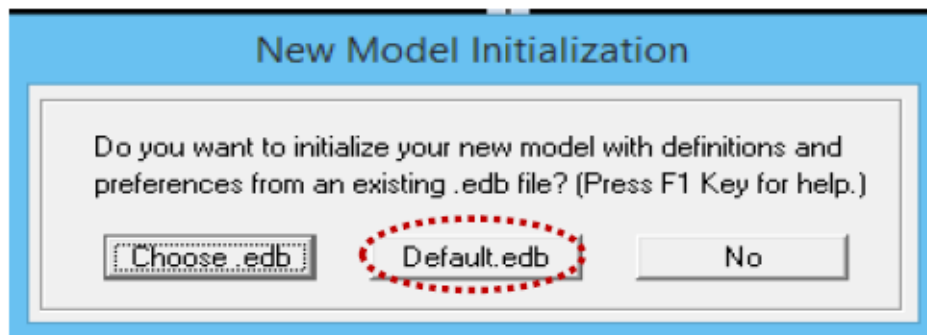 New Model Initialization
Do you want to initialize your new model with definitions and
preferences from an existing .edb file? (Press F1 Key for help.)
Choose .edb Default.edb No